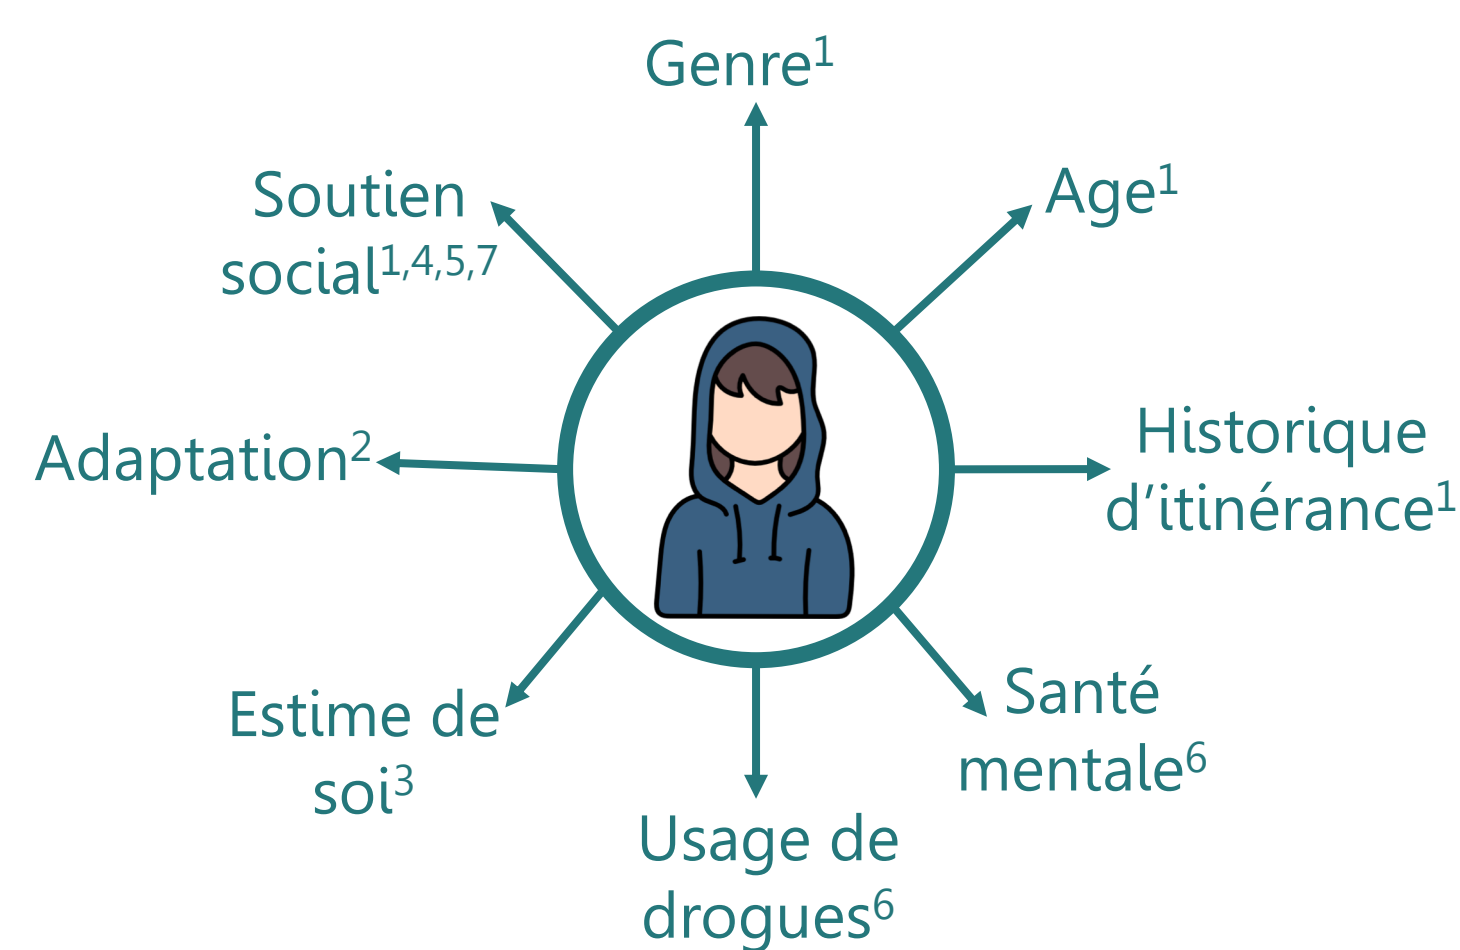 Genre¹
Age¹
Historique
d’itinérance¹
Santé
mentale⁶
Usage de
drogues⁶
Estime de
soi³
Adaptation²
Soutien
social¹,⁴,⁵,⁷